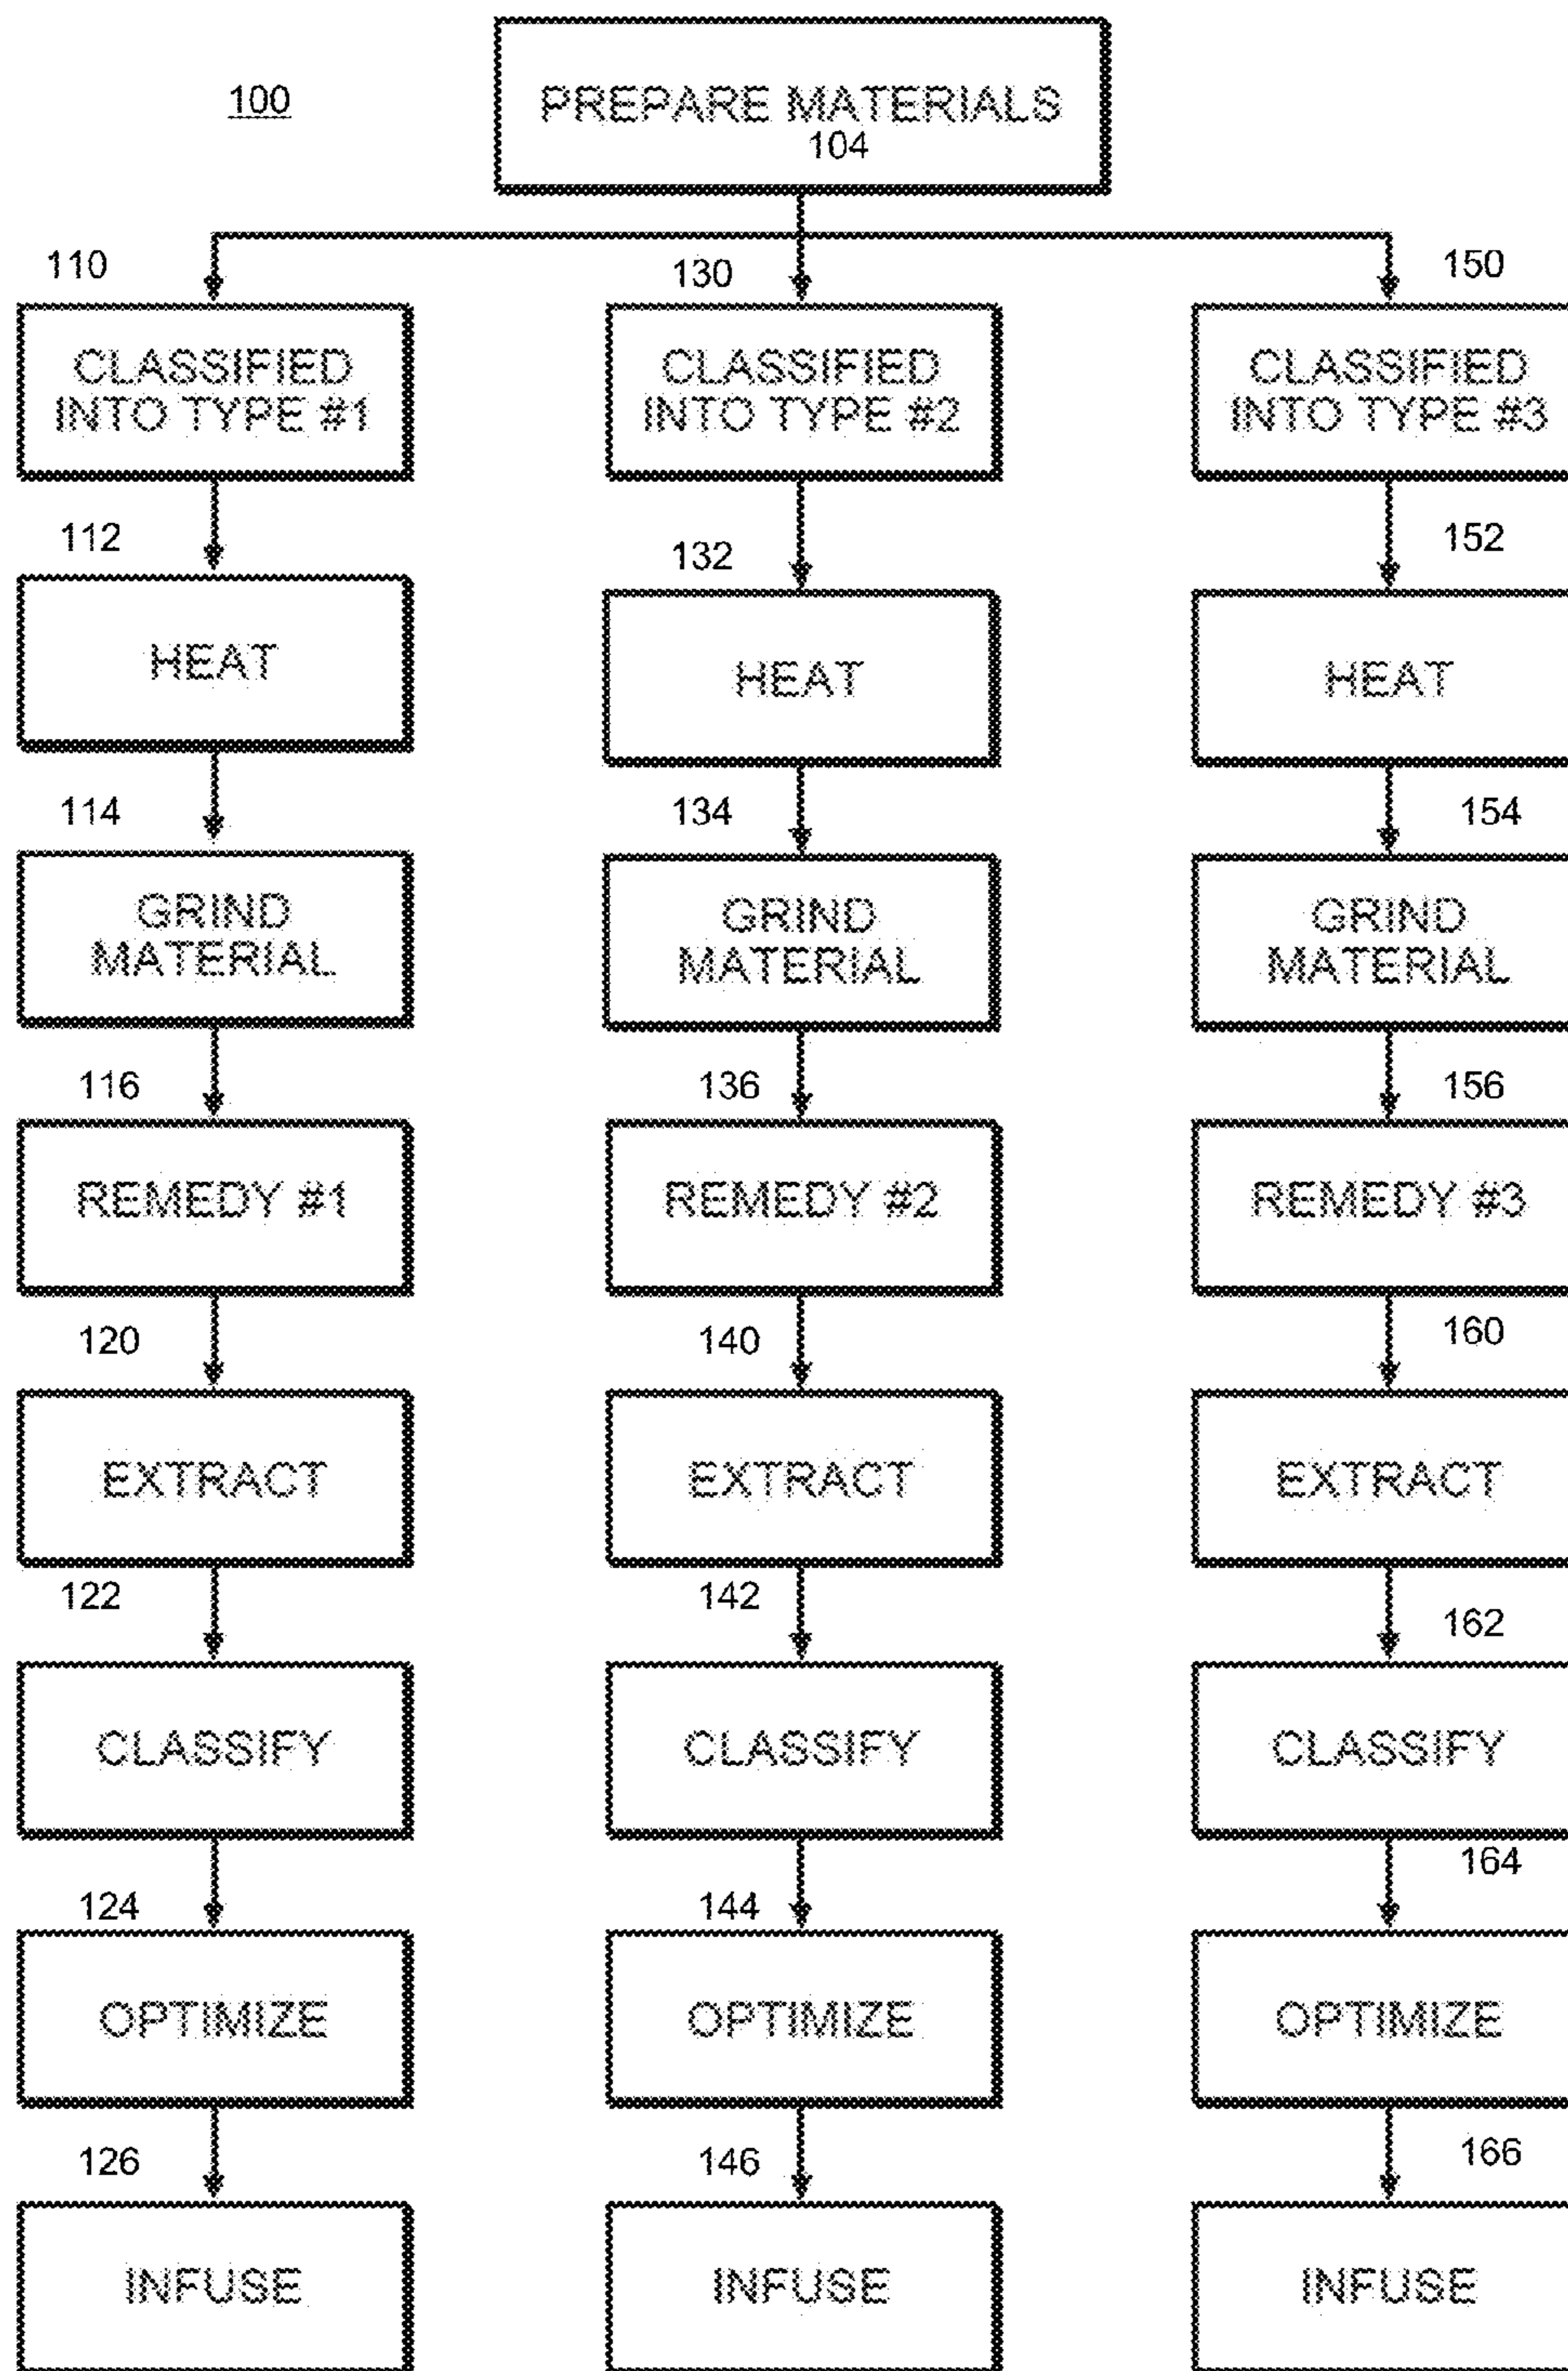 100
PREPARE MATERIALS
104
110
130
150
CLASSIFIED
INTO TYPE #1
CLASSIFIED
INTO TYPE #2
CLASSIFIED
INTO TYPE #3
112
132
152
HEAT
HEAT
HEAT
114
134
154
GRIND
MATERIAL
GRIND
MATERIAL
GRIND
MATERIAL
116
136
156
REMEDY #1
REMEDY #2
REMEDY #3
120
140
160
EXTRACT
EXTRACT
EXTRACT
122
142
162
CLASSIFY
CLASSIFY
CLASSIFY
124
144
164
OPTIMIZE
OPTIMIZE
OPTIMIZE
126
146
166
INFUSE
INFUSE
INFUSE